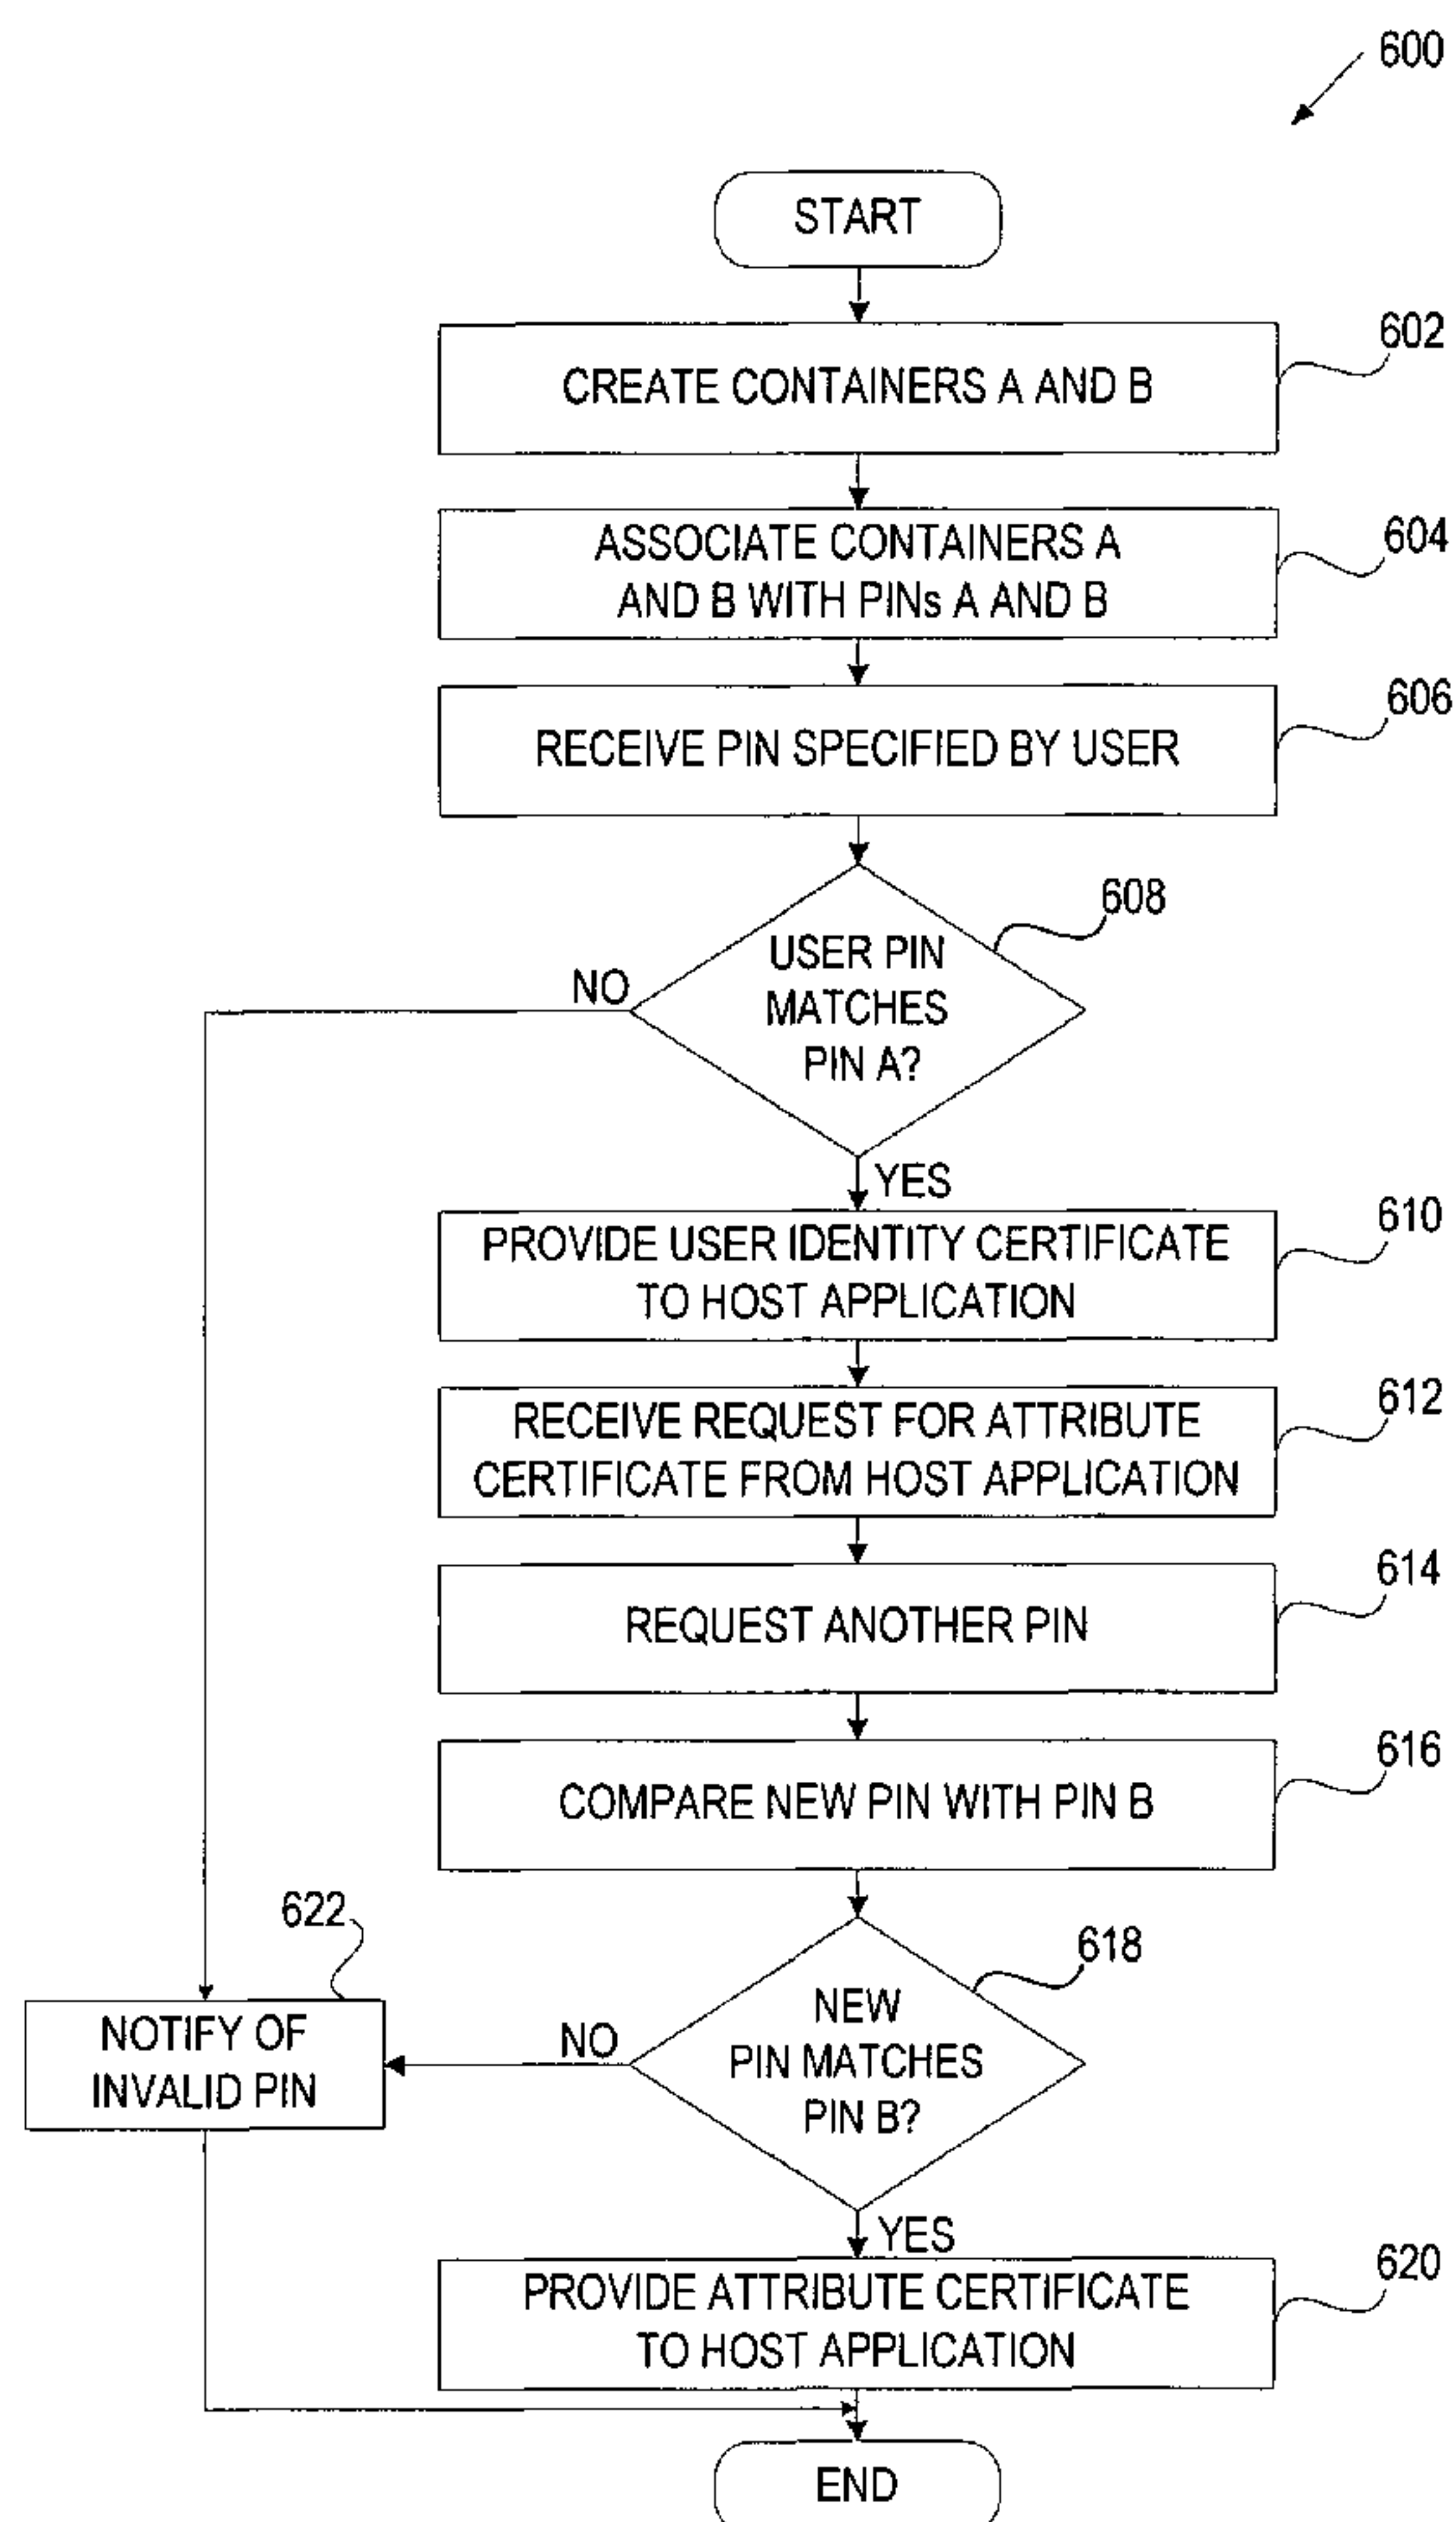 600
START
602
CREATE CONTAINERS A AND B
604
ASSOCIATE CONTAINERS A
AND B WITH PINs A AND B
606
RECEIVE PIN SPECIFIED BY USER
608
USER PIN
MATCHES
PIN A?
NO
YES
610
PROVIDE USER IDENTITY CERTIFICATE
TO HOST APPLICATION
612
RECEIVE REQUEST FOR ATTRIBUTE
CERTIFICATE FROM HOST APPLICATION
614
REQUEST ANOTHER PIN
616
COMPARE NEW PIN WITH PIN B
622
618
NEW
PIN MATCHES
PIN B?
NO
NOTIFY OF
INVALID PIN
YES
620
PROVIDE ATTRIBUTE CERTIFICATE
TO HOST APPLICATION
END